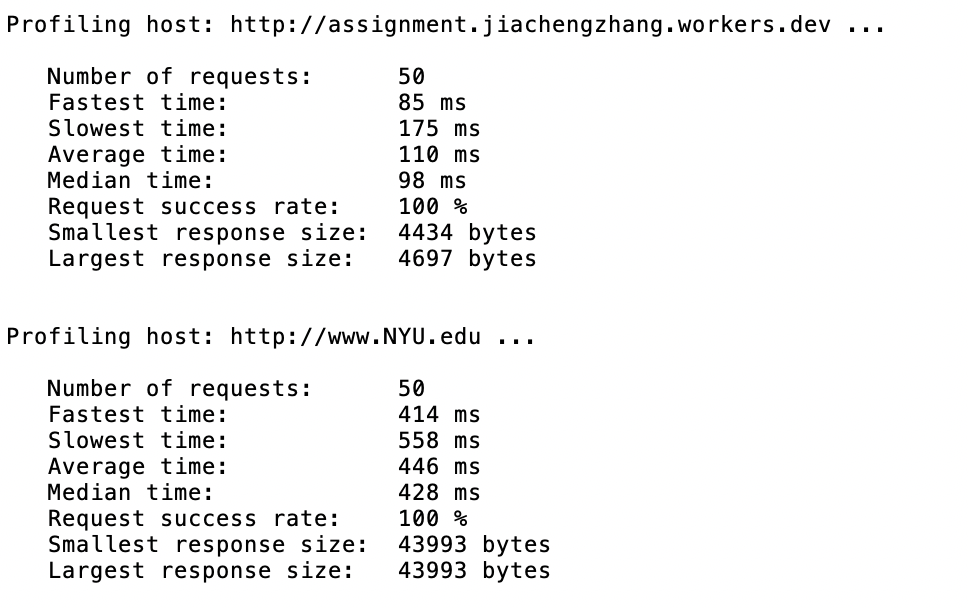 Profiling host: http://assignment.jiachengzhang.workers.dev ...
Number of requests: 50
Fastest time: 85 ms
Slowest time: 175 ms
Average time: 110 ms
Median time: 98 ms
Request success rate: 100 %
Smallest response size: 4434 bytes
Largest response size: 4697 bytes
Profiling host: http://www.NYU.edu ...
Number of requests: 50
Fastest time: 414 ms
Slowest time: 558 ms
Average time: 446 ms
Median time: 428 ms
Request success rate: 100 %
Smallest response size: 43993 bytes
Largest response size: 43993 bytes